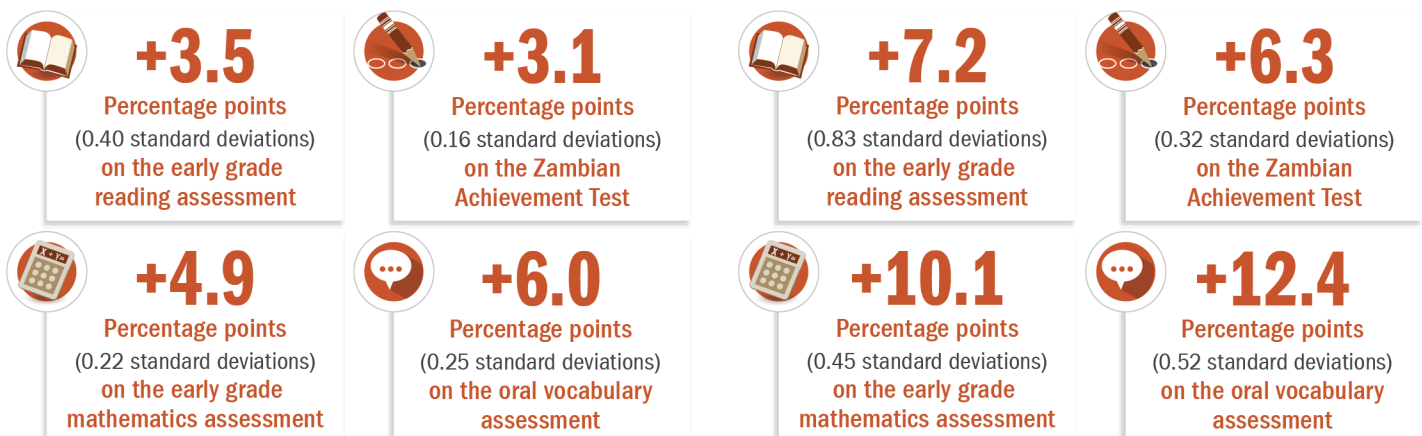 +3.5
Percentage points
(0.40 standard deviations)
on the early grade
reading assessment
+3.1
Percentage points
(0.16 standard deviations)
on the Zambian
Achievement Test
+7.2
Percentage points
(0.83 standard deviations)
on the early grade
reading assessment
+6.3
Percentage points
(0.32 standard deviations)
on the Zambian
Achievement Test
X + Y=
+4.9
Percentage points
(0.22 standard deviations)
on the early grade
mathematics assessment
+6.0
Percentage points
(0.25 standard deviations)
on the oral vocabulary
assessment
X + Y=
+10.1
Percentage points
(0.45 standard deviations)
on the early grade
mathematics assessment
+12.4
Percentage points
(0.52 standard deviations)
on the oral vocabulary
assessment